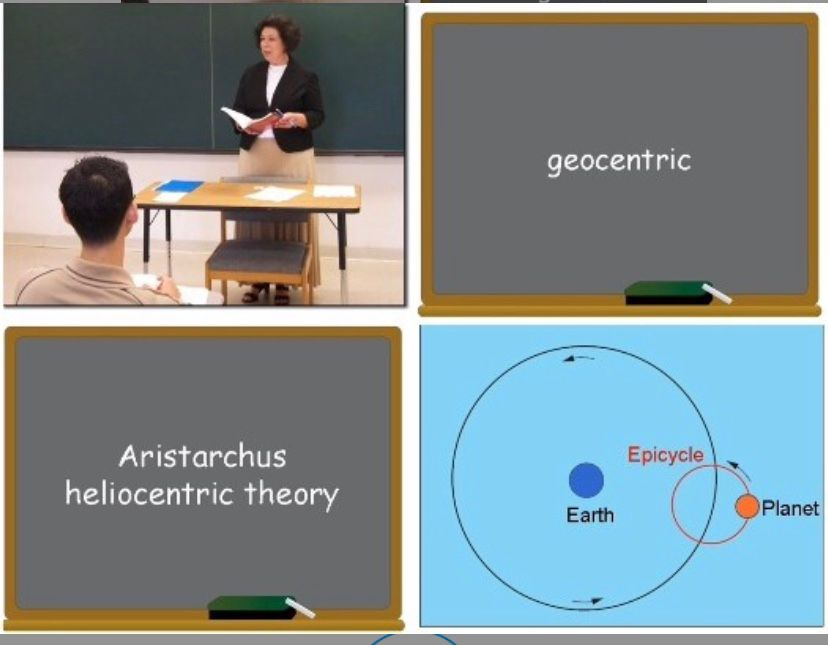 geocentric
Aristarchus
heliocentric theory
Epicycle
Earth
Planet